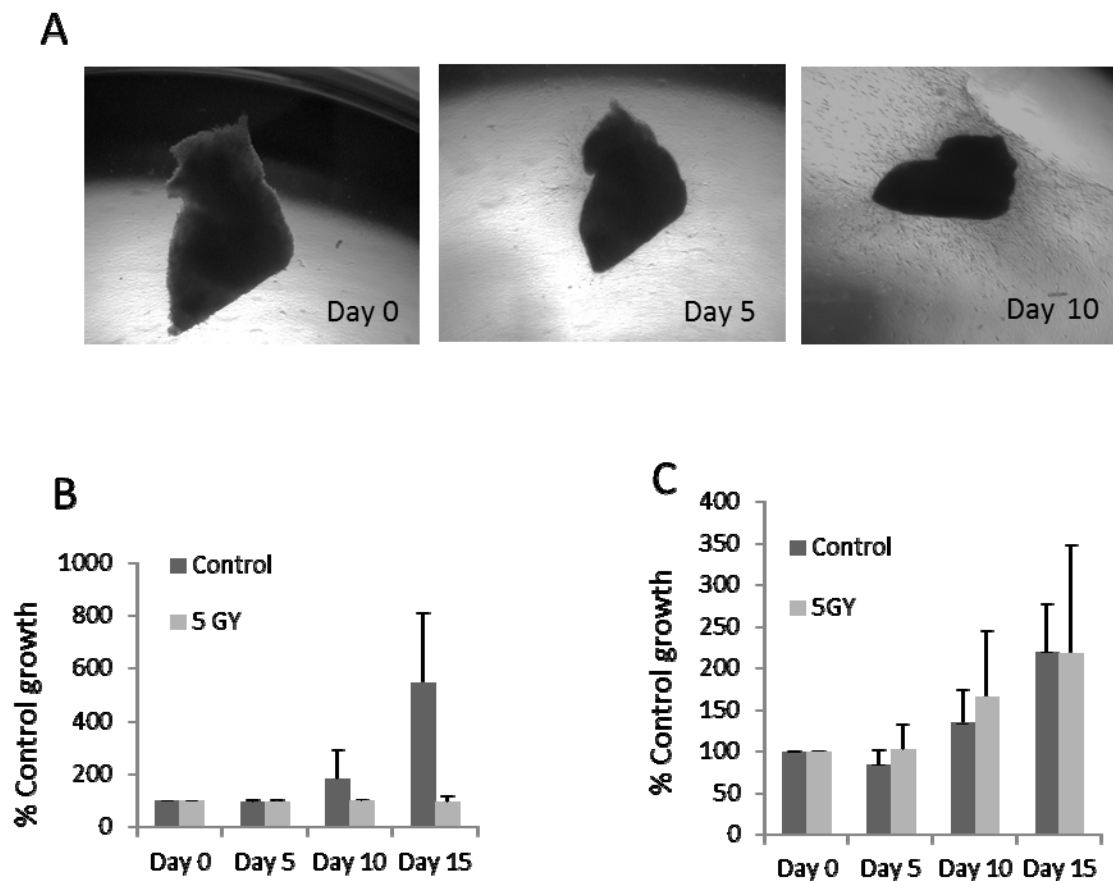 A
Day 0
Day 5
Day 10
B
% Control growth
1000
800
600
400
200
0
Control
5 GY
Day 0 Day 5 Day 10 Day 15
C
% Control growth
400
350
300
250
200
150
100
50
0
Control
5GY
Day 0 Day 5 Day 10 Day 15